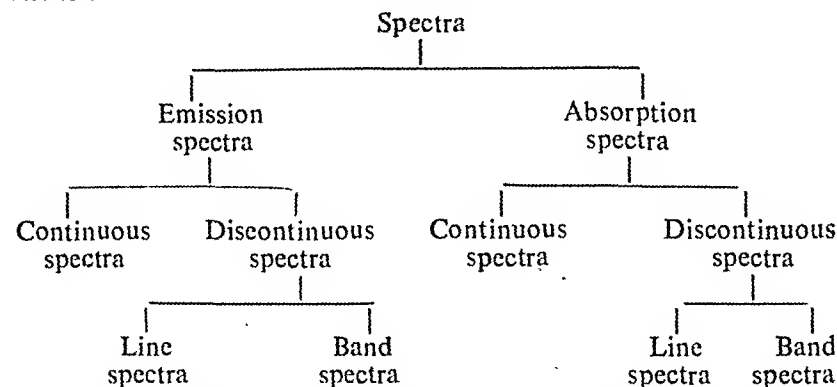 Spectra
Emission
spectra
Absorption
spectra
Continuous
spectra
Discontinuous
spectra
Continuous
spectra
Discontinuous
spectra
Line
spectra
Band
spectra
Line
spectra
Band
spectra